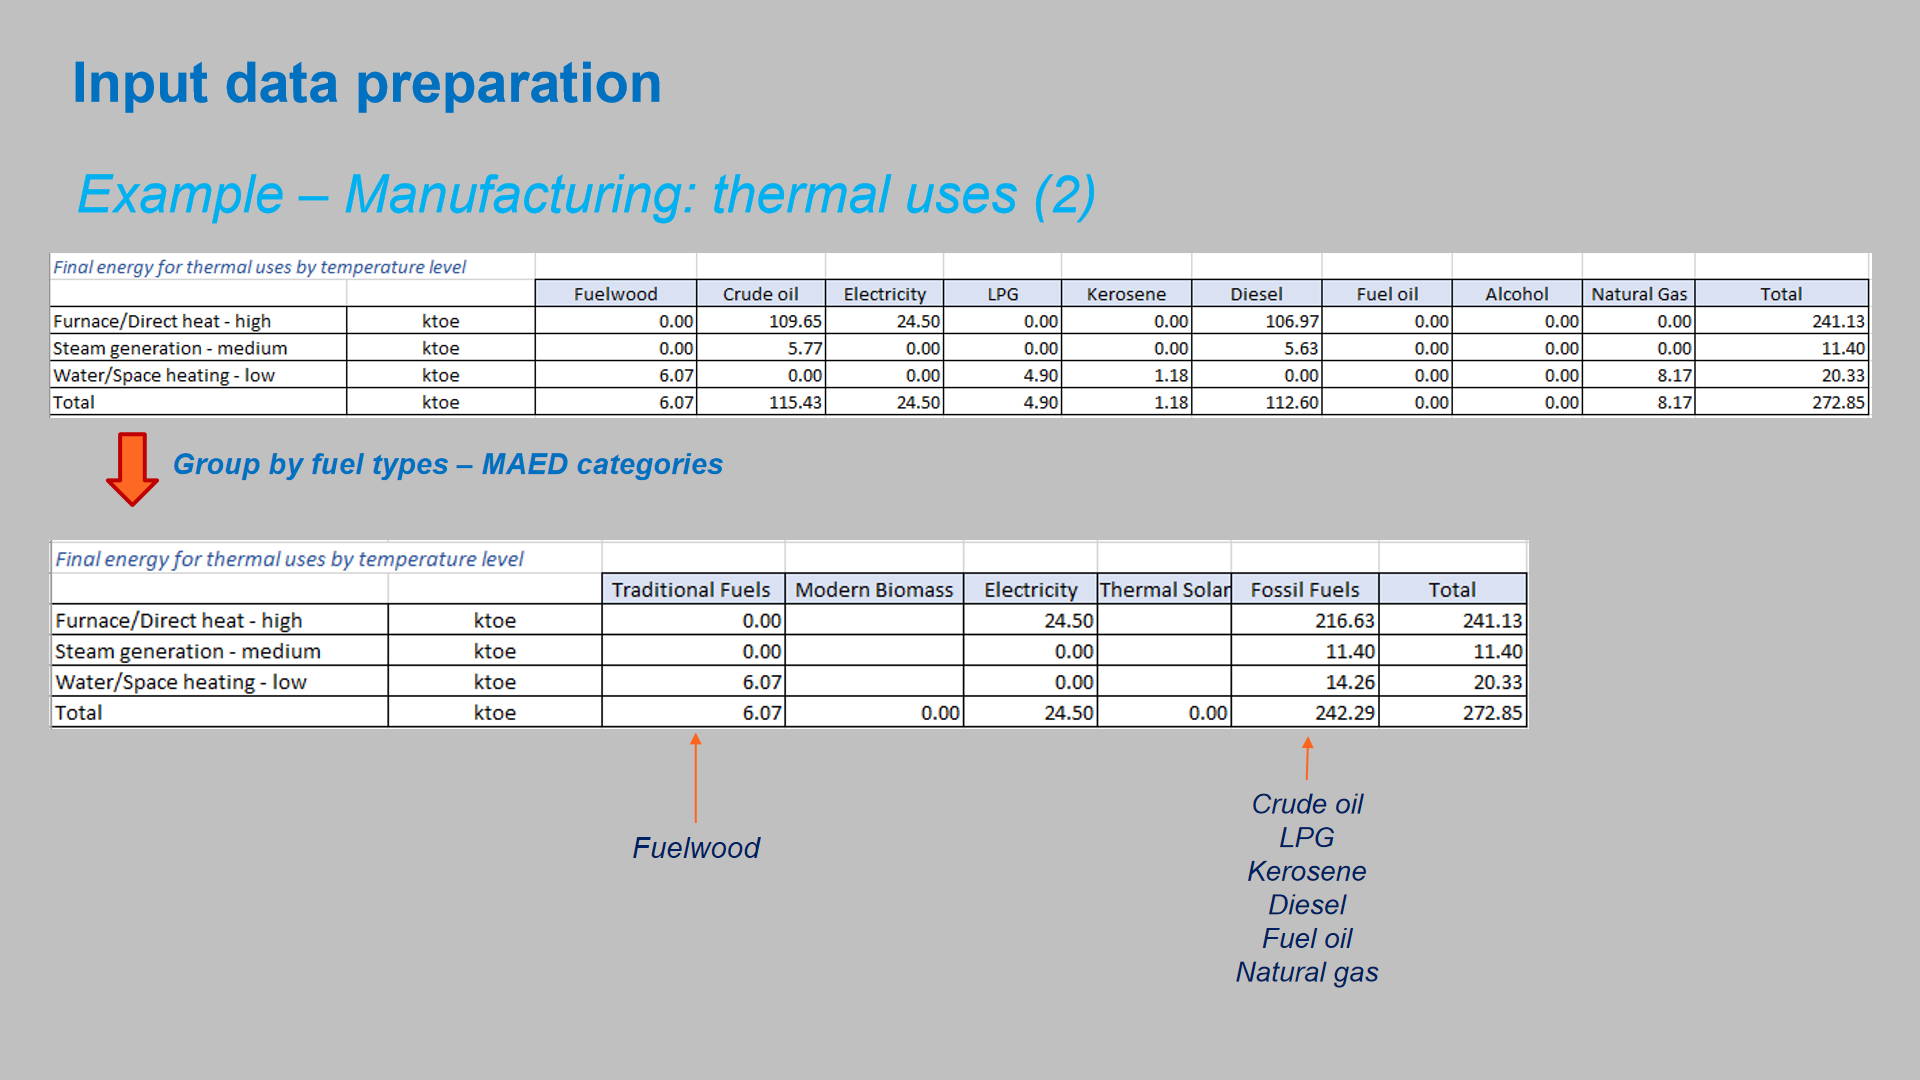 Input data preparation
Example – Manufacturing: thermal uses (2)
Final energy for thermal uses by temperature level
Fuelwood Crude oil Electricity LPG Kerosene Diesel Fuel oil Alcohol Natural Gas Total
Furnace/Direct heat - high ktoe 0.00 109.65 24.50 0.00 0.00 106.97 0.00 0.00 0.00 241.13
Steam generation - medium ktoe 0.00 5.77 0.00 0.00 0.00 5.63 0.00 0.00 0.00 11.40
Water/Space heating - low ktoe 6.07 0.00 0.00 4.90 1.18 0.00 0.00 0.00 8.17 20.33
Total ktoe 6.07 115.43 24.50 4.90 1.18 112.60 0.00 0.00 8.17 272.85
Group by fuel types – MAED categories
Final energy for thermal uses by temperature level
Traditional Fuels Modern Biomass Electricity Thermal Solar Fossil Fuels Total
Furnace/Direct heat - high ktoe 0.00 24.50 216.63 241.13
Steam generation - medium ktoe 0.00 0.00 11.40 11.40
Water/Space heating - low ktoe 6.07 0.00 14.26 20.33
Total ktoe 6.07 0.00 24.50 0.00 242.29 272.85
Fuelwood
Crude oil
LPG
Kerosene
Diesel
Fuel oil
Natural gas